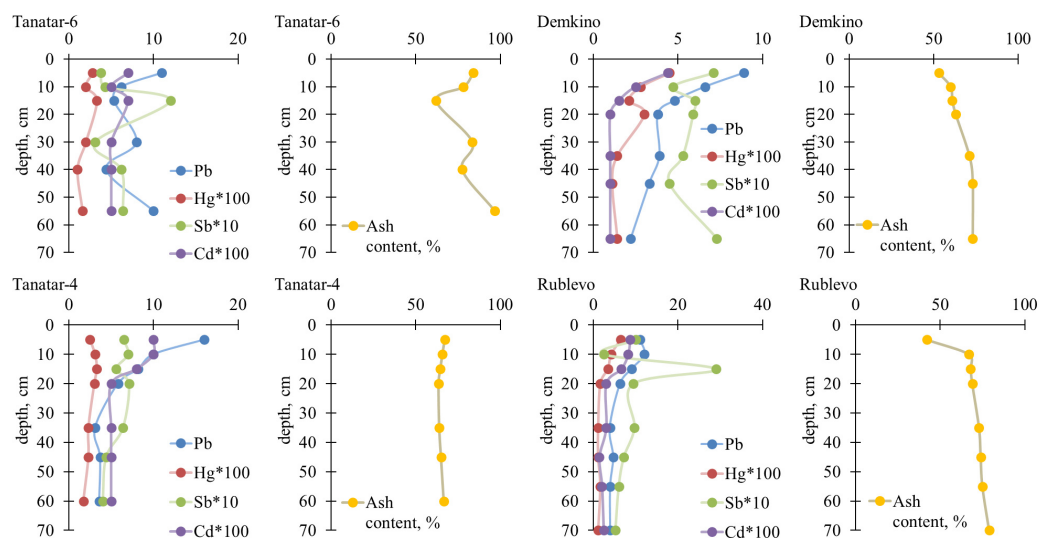 Tanatar-6
0 10 20
0
10
20
30
40
50
60
70
depth, cm
Pb
Hg*100
Sb*10
Cd*100
Tanatar-6
0 50 100
0
10
20
30
40
50
60
70
depth, cm
Ash
content, %
Demkino
0 5 10
0
10
20
30
40
50
60
70
depth, cm
Pb
Hg*100
Sb*10
Cd*100
Demkino
0 50 100
0
10
20
30
40
50
60
70
depth, cm
Ash
content, %
Tanatar-4
0 10 20
0
10
20
30
40
50
60
70
depth, cm
Pb
Hg*100
Sb*10
Cd*100
Tanatar-4
0 50 100
0
10
20
30
40
50
60
70
depth, cm
Ash
content, %
Rublevo
0 20 40
0
10
20
30
40
50
60
70
depth, cm
Pb
Hg*100
Sb*10
Cd*100
Rublevo
0 50 100
0
10
20
30
40
50
60
70
depth, cm
Ash
content, %